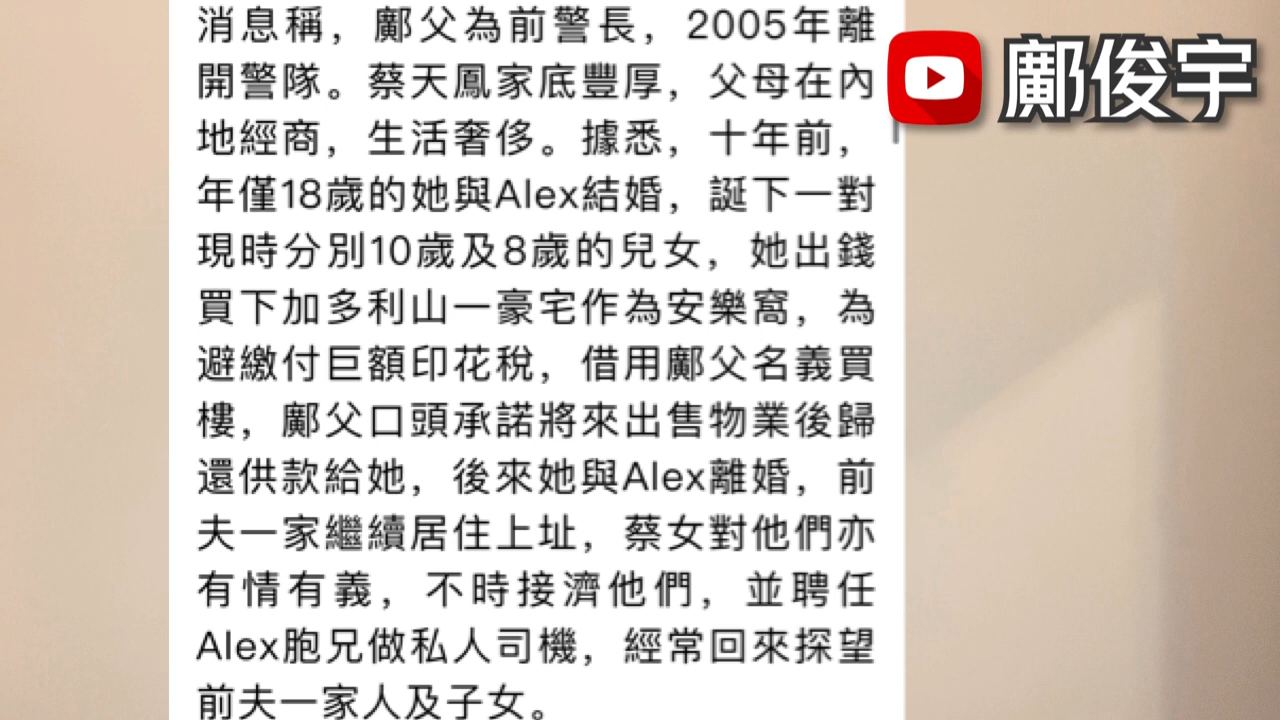 消息稱，鄺父為前警長，2005年離
開警隊。蔡天鳳家底豐厚，父母在內
地經商，生活奢侈。據悉，十年前，
年僅18歲的她與Alex結婚，誕下一對
現時分別10歲及8歲的兒女，她出錢
買下加多利山一豪宅作為安樂窩，為
避繳付巨額印花稅，借用鄺父名義買
樓，鄺父口頭承諾將來出售物業後歸
還供款給她，後來她與Alex離婚，前
夫一家繼續居住上址，蔡女對他們亦
有情有義，不時接濟他們，並聘任
Alex胞兄做私人司機，經常回來探望
前夫一家人及子女。
鄺俊宇